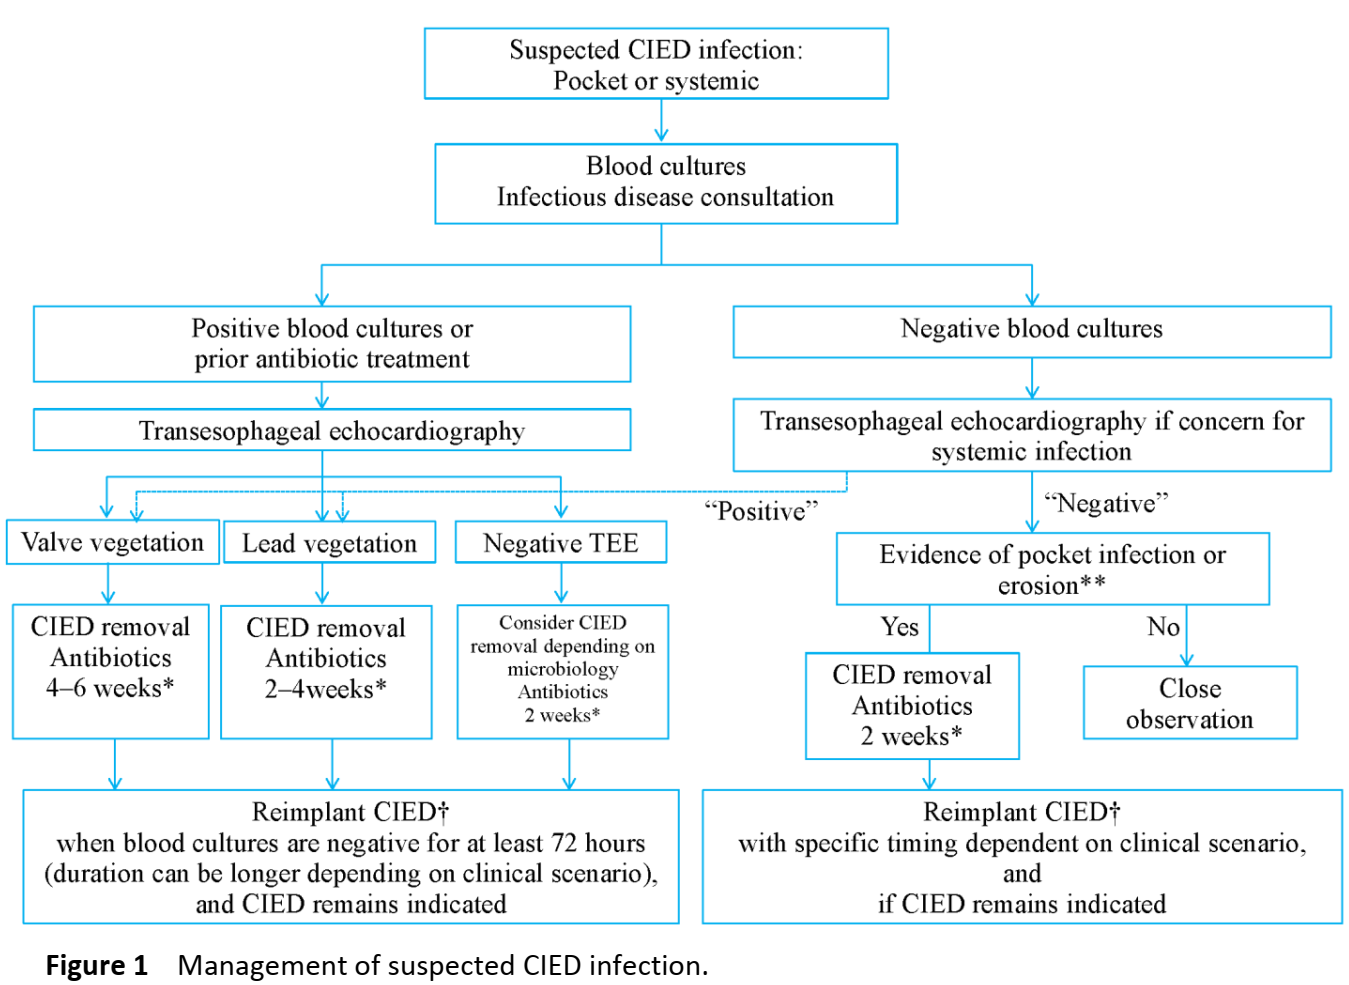 Suspected CIED infection:
Pocket or systemic
Blood cultures
Infectious disease consultation
Positive blood cultures or
prior antibiotic treatment
Negative blood cultures
Transesophageal echocardiography
Transesophageal echocardiography if concern for
systemic infection
“Positive”
“Negative”
Valve vegetation
Lead vegetation
Negative TEE
Evidence of pocket infection or
erosion**
CIED removal
Antibiotics
4–6 weeks*
CIED removal
Antibiotics
2–4weeks*
Consider CIED
removal depending on
microbiology
Antibiotics
2 weeks*
Yes
No
CIED removal
Antibiotics
2 weeks*
Close
observation
Reimplant CIED†
when blood cultures are negative for at least 72 hours
(duration can be longer depending on clinical scenario),
and CIED remains indicated
Reimplant CIED†
with specific timing dependent on clinical scenario,
and
if CIED remains indicated
Figure 1 Management of suspected CIED infection.